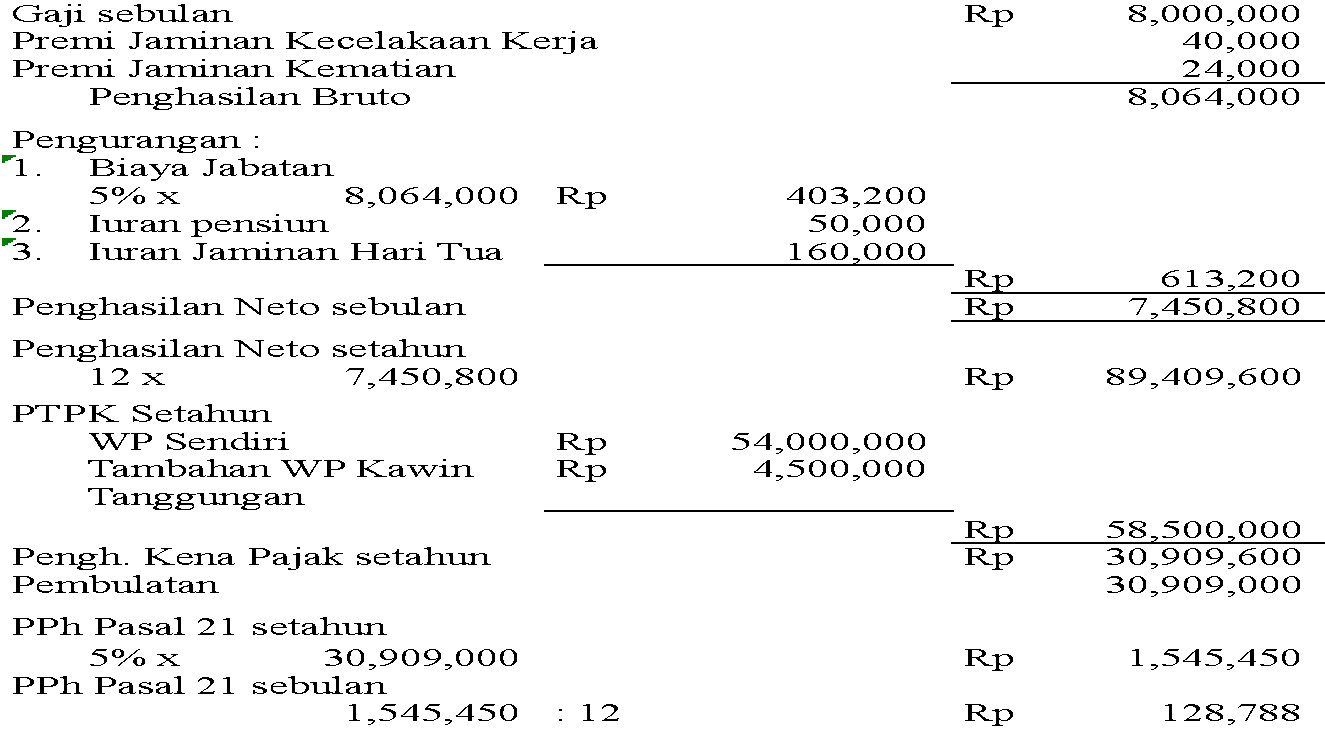 Gaji sebulan Rp 8,000,000
Premi Jaminan Kecelakaan Kerja 40,000
Premi Jaminan Kematian 24,000
Penghasilan Bruto 8,064,000
Pengurangan :
1. Biaya Jabatan
5% x 8,064,000 Rp 403,200
2. Iuran pensiun 50,000
3. Iuran Jaminan Hari Tua 160,000
Rp 613,200
Penghasilan Neto sebulan Rp 7,450,800
Penghasilan Neto setahun
12 x 7,450,800 Rp 89,409,600
PTPK Setahun
WP Sendiri Rp 54,000,000
Tambahan WP Kawin Rp 4,500,000
Tanggungan
Rp 58,500,000
Pengh. Kena Pajak setahun Rp 30,909,600
Pembulatan 30,909,000
PPh Pasal 21 setahun
5% x 30,909,000 Rp 1,545,450
PPh Pasal 21 sebulan
1,545,450 : 12 Rp 128,788